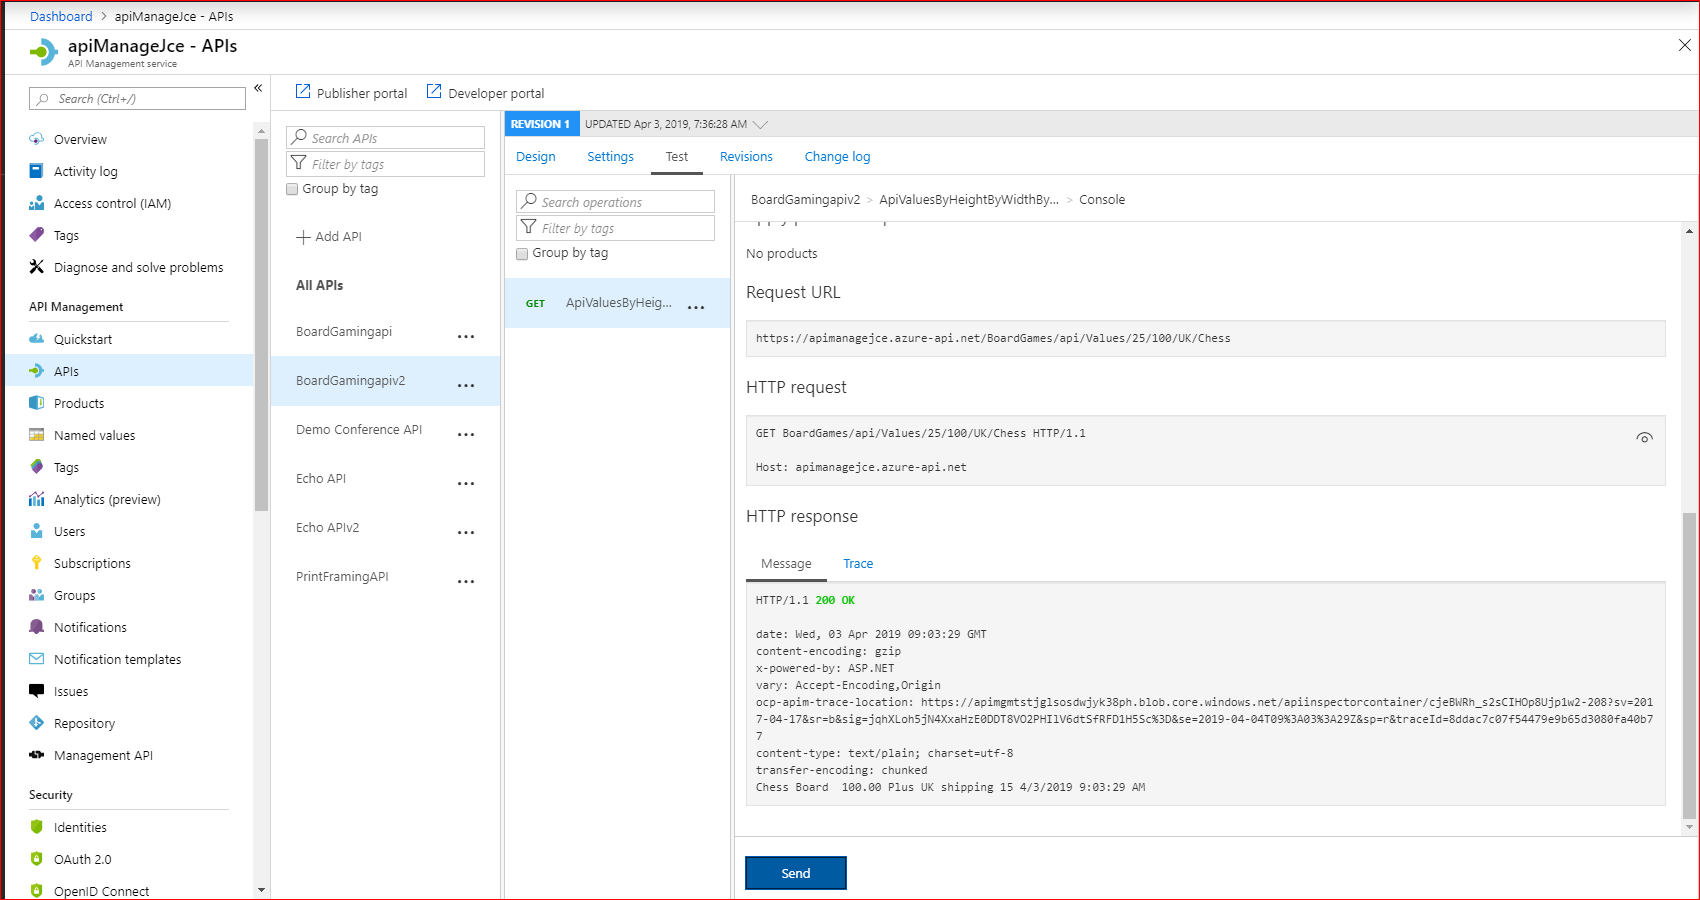 Dashboard > apiManageJce - APIs
apiManageJce - APIs
API Management service
Search (Ctrl+/)
«
Overview
Activity log
Access control (IAM)
Tags
Diagnose and solve problems
API Management
Quickstart
APIs
Products
Named values
Tags
Analytics (preview)
Users
Subscriptions
Groups
Notifications
Notification templates
Issues
Repository
Management API
Security
Identities
OAuth 2.0
OpenID Connect
Publisher portal
Developer portal
Search APIs
Filter by tags
Group by tag
Add API
All APIs
BoardGamingapi
BoardGamingapiv2
Demo Conference API
Echo API
Echo APIv2
PrintFramingAPI
REVISION 1 UPDATED Apr 3, 2019, 7:36:28 AM
Design Settings Test Revisions Change log
Search operations
Filter by tags
Group by tag
GET ApiValuesByHeig...
BoardGamingapiv2 > ApiValuesByHeightByWidthBy... > Console
No products
Request URL
https://apimanagejce.azure-api.net/BoardGames/api/Values/25/100/UK/Chess
HTTP request
GET BoardGames/api/Values/25/100/UK/Chess HTTP/1.1
Host: apimanagejce.azure-api.net
HTTP response
Message Trace
HTTP/1.1 200 OK
date: Wed, 03 Apr 2019 09:03:29 GMT
content-encoding: gzip
x-powered-by: ASP.NET
vary: Accept-Encoding,Origin
ocp-apim-trace-location: https://apimgmtstjglsosdwjyk38ph.blob.core.windows.net/apiinspectorcontainer/cjeBWRh_s2sCIHOp8Ujp1w2-208?sv=201
7-04-17&sr=b&sig=jqhXLoh5jN4XxaHzE0DDT8VO2PHIlV6dtSfRFD1H5Sc%3D&se=2019-04-04T09%3A03%3A29Z&sp=r&traceId=8ddac7c07f54479e9b65d3080fa40b7
7
content-type: text/plain; charset=utf-8
transfer-encoding: chunked
Chess Board  100.00 Plus UK shipping 15 4/3/2019 9:03:29 AM
Send